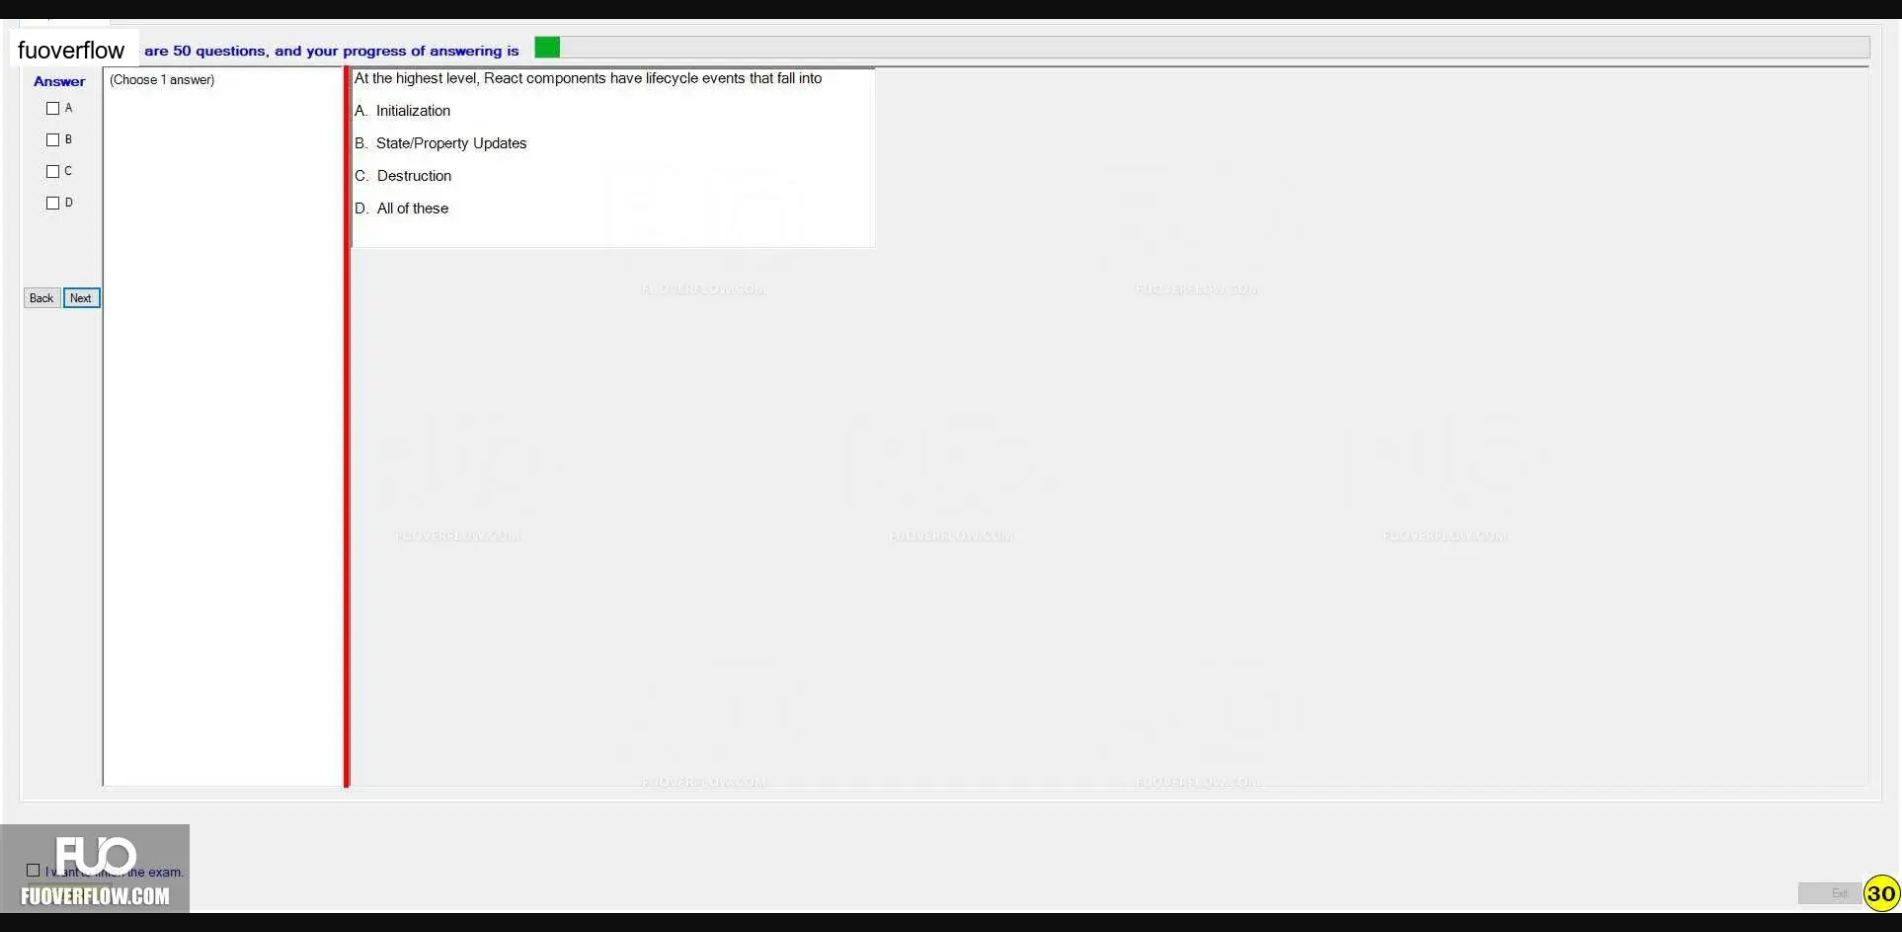 fuoverflow are 50 questions, and your progress of answering is
Answer
(Choose 1 answer)
A
B
C
D
Back Next
At the highest level, React components have lifecycle events that fall into
A. Initialization
B. State/Property Updates
C. Destruction
D. All of these
FUOVERFLOW.COM FUOVERFLOW.COM
FUOVERFLOW.COM FUOVERFLOW.COM FUOVERFLOW.COM
FUOVERFLOW.COM FUOVERFLOW.COM
FUO
I want to finish the exam.
FUOVERFLOW.COM
Exit 30